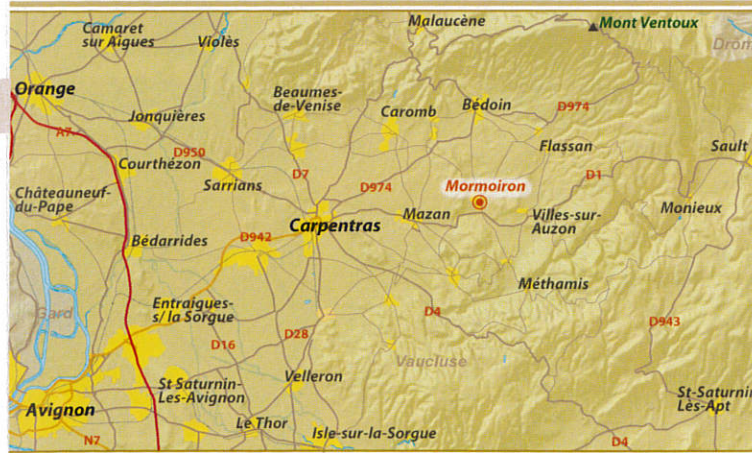 Malaucène
Mont Ventoux
Camaret
sur Aigues
Violès
Drôm
Orange
Beaumes-
de-Venise
Caromb
Bédoin
D974
Jonquières
A7
D950
Flassan
Sault
Courthézon
D7
D974
D1
Sarrians
Mormoiron
Châteauneuf-
du-Pape
Carpentras
Mazan
Villes-sur-
Auzon
Monieux
Bédarrides
D942
Méthamis
Entraigues-
s/la Sorgue
Gard
D4
D943
D16
D28
Vaucluse
St Saturnin-
Les-Avignon
Velleron
St-Saturnin
Lès-Apt
Avignon
Le Thor
Isle-sur-la-Sorgue
N7
D4